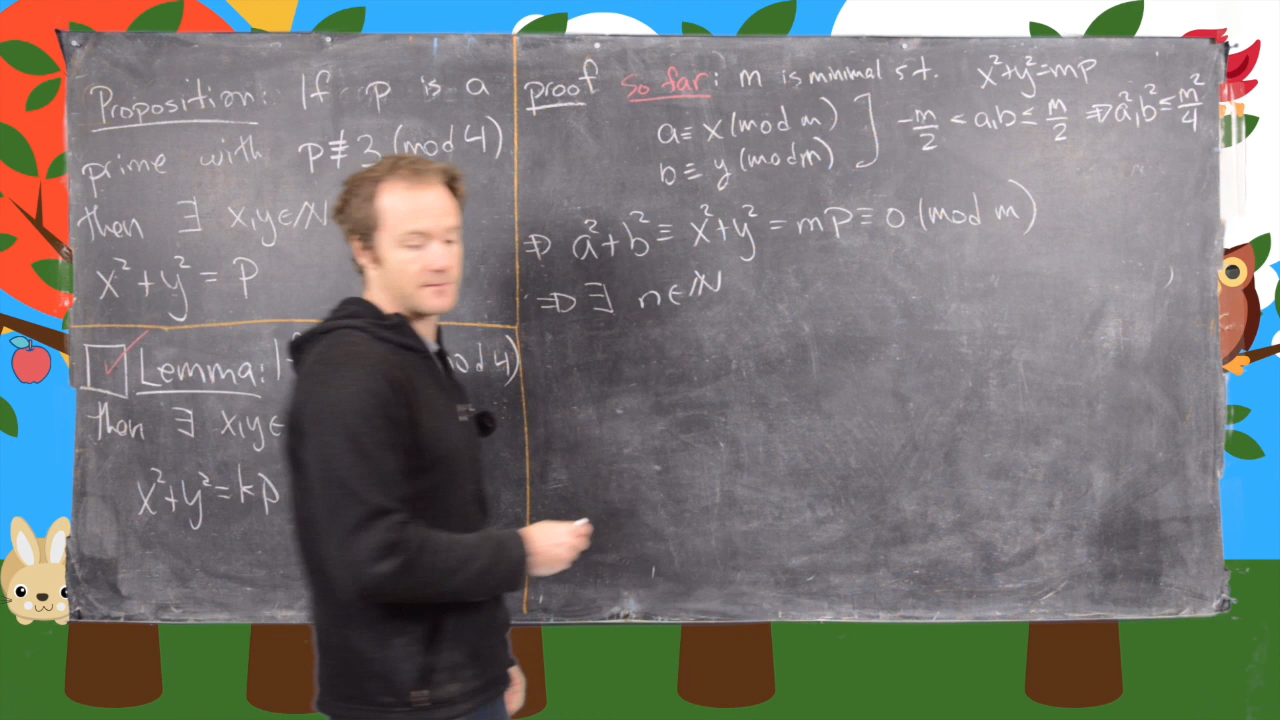 Proposition: If p is a
prime with p≢3 (mod 4)
then ∃ x,y∈ℕ
x²+y² = p
Lemma: mod 4)
then ∃ x,y∈
x²+y²=kp
proof So far: m is minimal s.t. x²+y²=mp
a≡ x (mod m)
b≡ y (mod m)
-m/2 < a,b ≤ m/2 ⇒ a²,b² ≤ m²/4
⇒ a²+b² ≡ x²+y² = mp ≡ 0 (mod m)
⇒ ∃ n∈ℕ